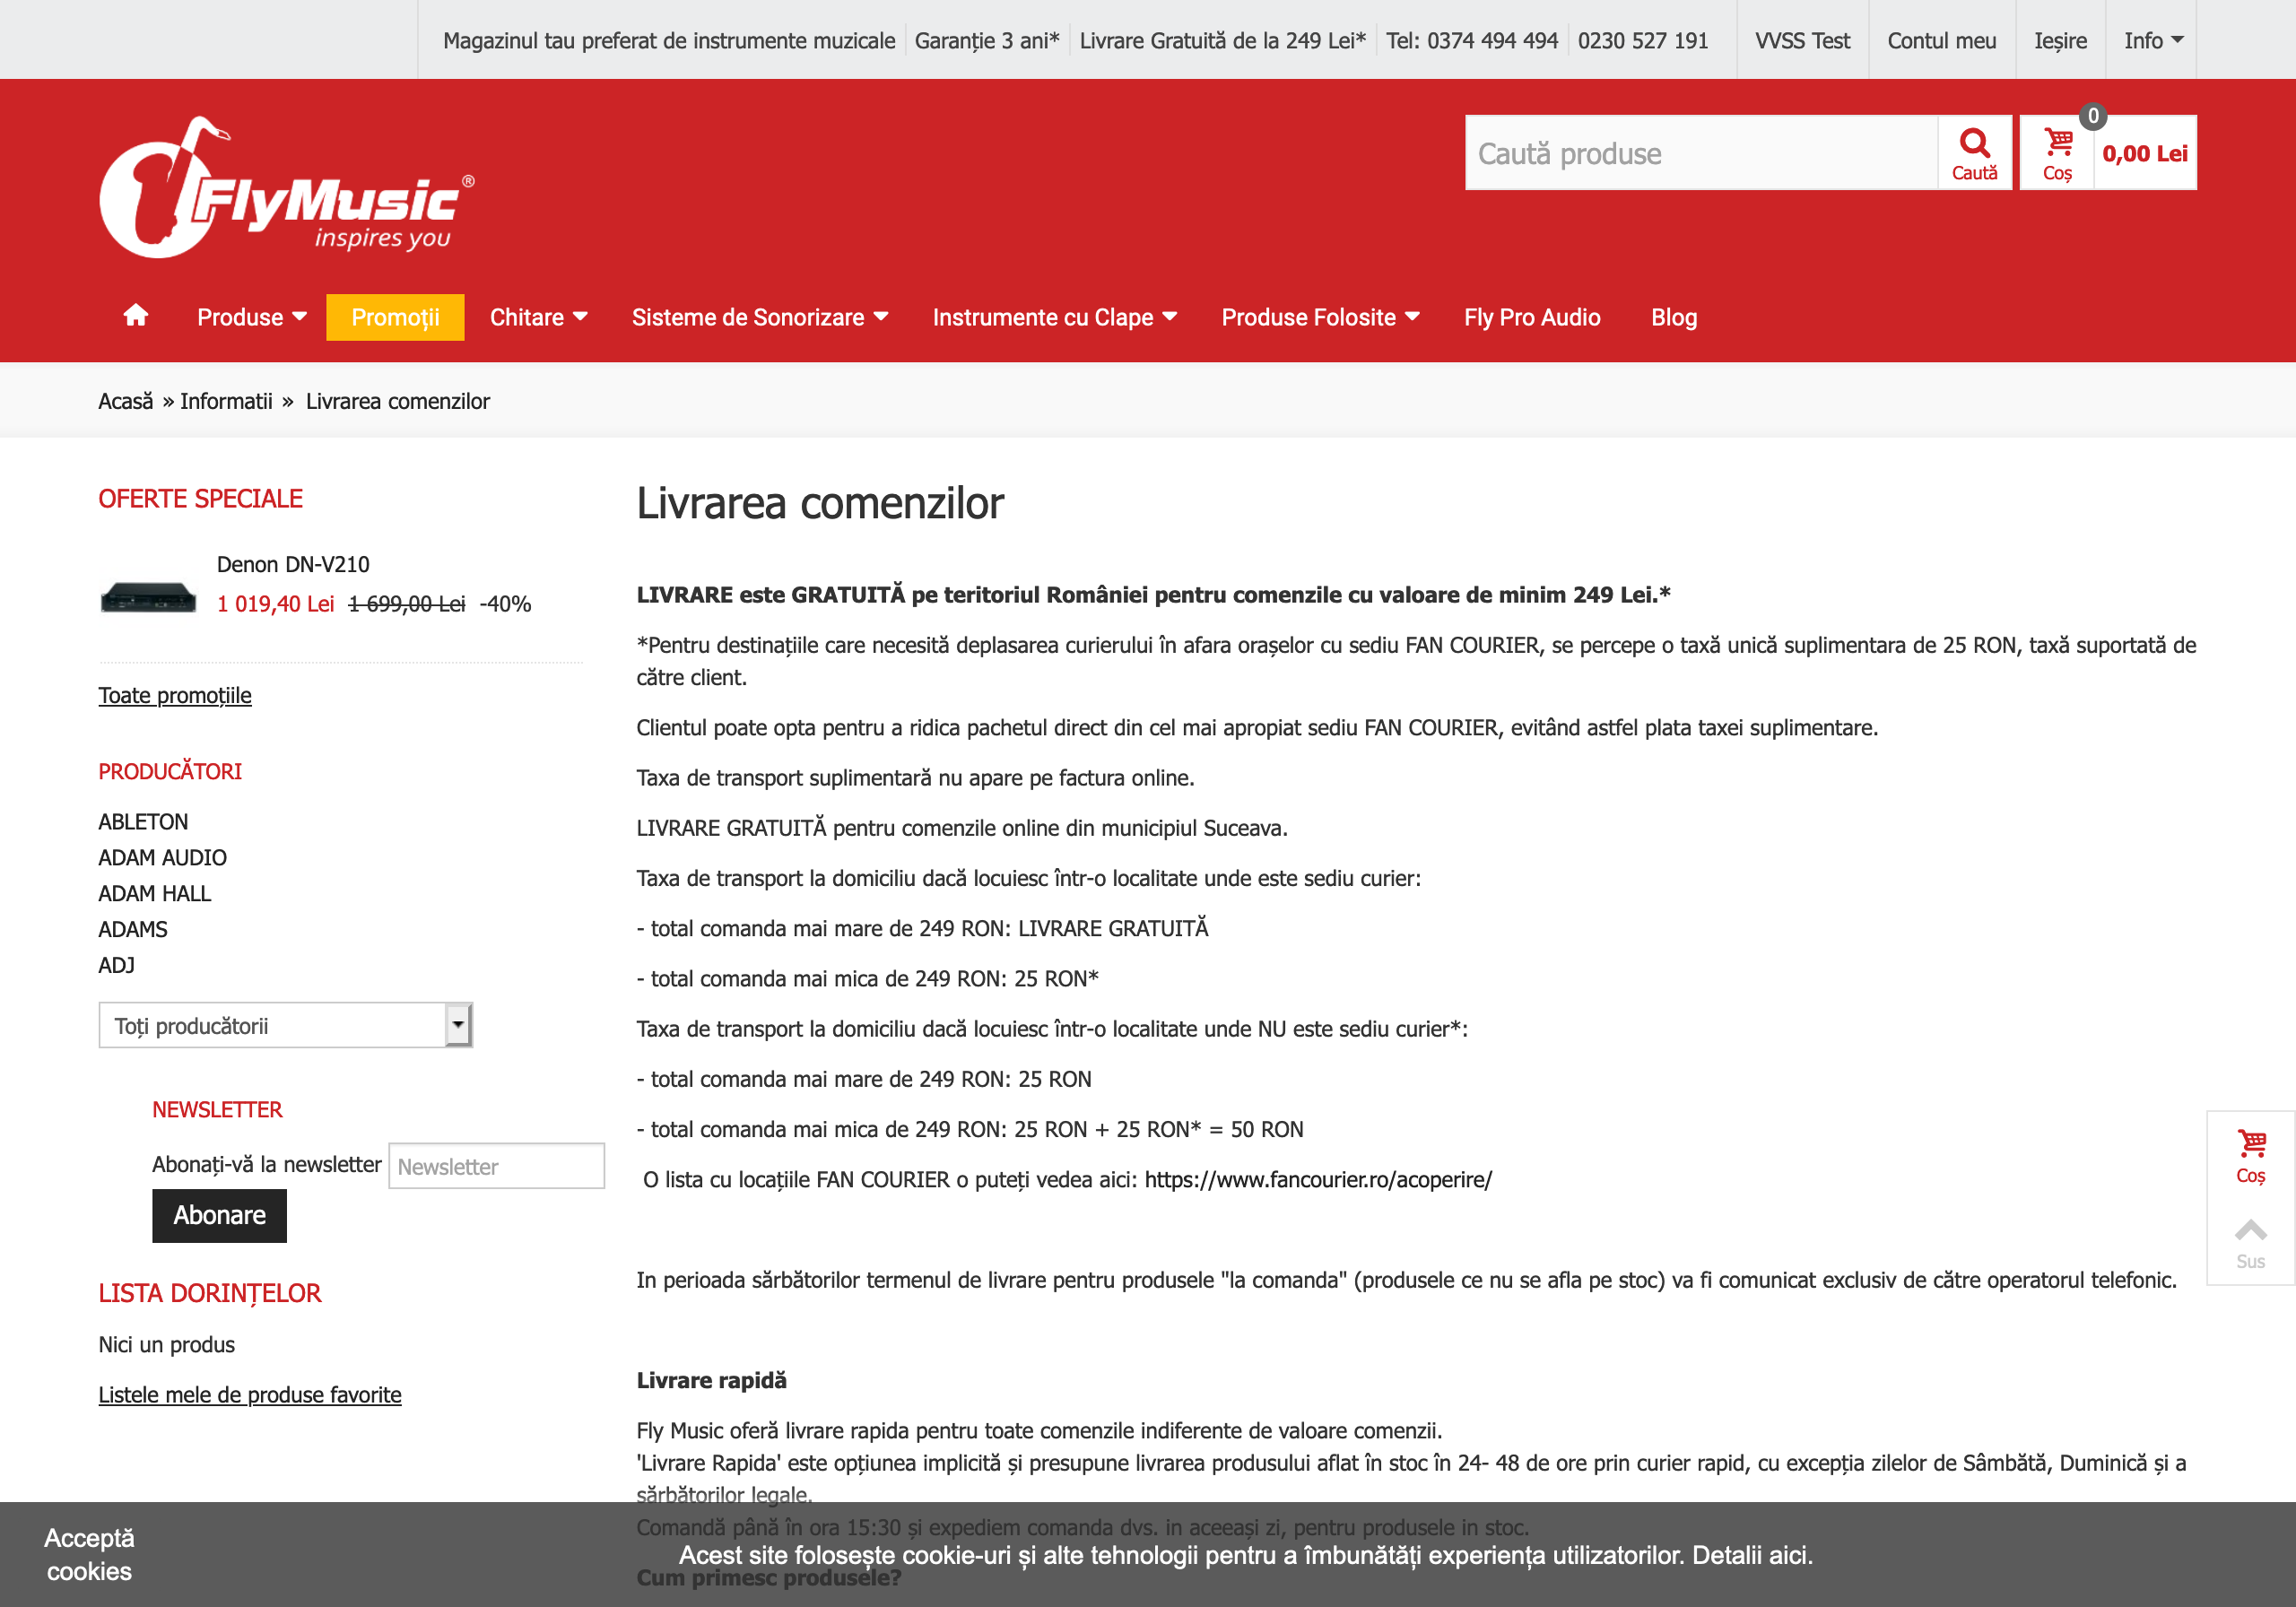 Magazinul tau preferat de instrumente muzicale Garanție 3 ani* Livrare Gratuită de la 249 Lei* Tel: 0374 494 494 0230 527 191 VVSS Test Contul meu Ieșire Info
FlyMusic®
inspires you
Caută produse
Caută
0
Coș
0,00 Lei
Produse Promoții Chitare Sisteme de Sonorizare Instrumente cu Clape Produse Folosite Fly Pro Audio Blog
Acasă » Informatii » Livrarea comenzilor
OFERTE SPECIALE
Denon DN-V210
1 019,40 Lei 1 699,00 Lei -40%
Toate promoțiile
PRODUCĂTORI
ABLETON
ADAM AUDIO
ADAM HALL
ADAMS
ADJ
Toți producătorii
NEWSLETTER
Abonați-vă la newsletter Newsletter
Abonare
LISTA DORINȚELOR
Nici un produs
Listele mele de produse favorite
Livrarea comenzilor
LIVRARE este GRATUITĂ pe teritoriul României pentru comenzile cu valoare de minim 249 Lei.*
*Pentru destinațiile care necesită deplasarea curierului în afara orașelor cu sediu FAN COURIER, se percepe o taxă unică suplimentara de 25 RON, taxă suportată de
către client.
Clientul poate opta pentru a ridica pachetul direct din cel mai apropiat sediu FAN COURIER, evitând astfel plata taxei suplimentare.
Taxa de transport suplimentară nu apare pe factura online.
LIVRARE GRATUITĂ pentru comenzile online din municipiul Suceava.
Taxa de transport la domiciliu dacă locuiesc într-o localitate unde este sediu curier:
- total comanda mai mare de 249 RON: LIVRARE GRATUITĂ
- total comanda mai mica de 249 RON: 25 RON*
Taxa de transport la domiciliu dacă locuiesc într-o localitate unde NU este sediu curier*:
- total comanda mai mare de 249 RON: 25 RON
- total comanda mai mica de 249 RON: 25 RON + 25 RON* = 50 RON
O lista cu locațiile FAN COURIER o puteți vedea aici: https://www.fancourier.ro/acoperire/
In perioada sărbătorilor termenul de livrare pentru produsele "la comanda" (produsele ce nu se afla pe stoc) va fi comunicat exclusiv de către operatorul telefonic.
Livrare rapidă
Fly Music oferă livrare rapida pentru toate comenzile indiferente de valoare comenzii.
'Livrare Rapida' este opțiunea implicită și presupune livrarea produsului aflat în stoc în 24- 48 de ore prin curier rapid, cu excepția zilelor de Sâmbătă, Duminică și a
sărbătorilor legale.
Comandă până în ora 15:30 și expediem comanda dvs. in aceeași zi, pentru produsele in stoc.
Cum primesc produsele?
Coș
Sus
Acceptă
cookies
Acest site folosește cookie-uri și alte tehnologii pentru a îmbunătăți experiența utilizatorilor. Detalii aici.